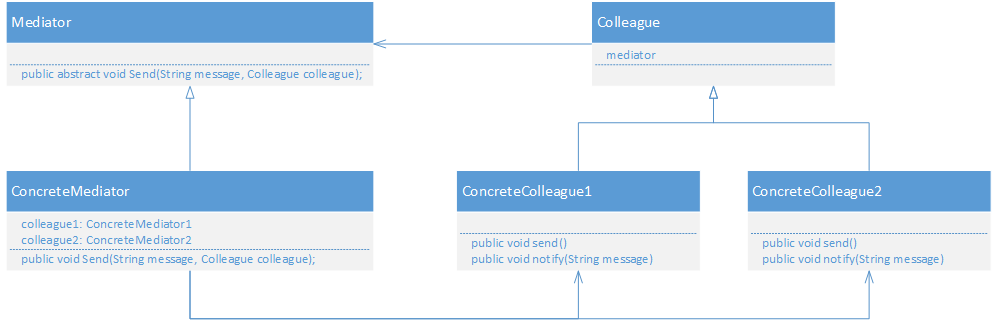 Mediator
public abstract void Send(String message, Colleague colleague);
Colleague
mediator
ConcreteMediator
colleague1: ConcreteMediator1
colleague2: ConcreteMediator2
public void Send(String message, Colleague colleague);
ConcreteColleague1
public void send()
public void notify(String message)
ConcreteColleague2
public void send()
public void notify(String message)